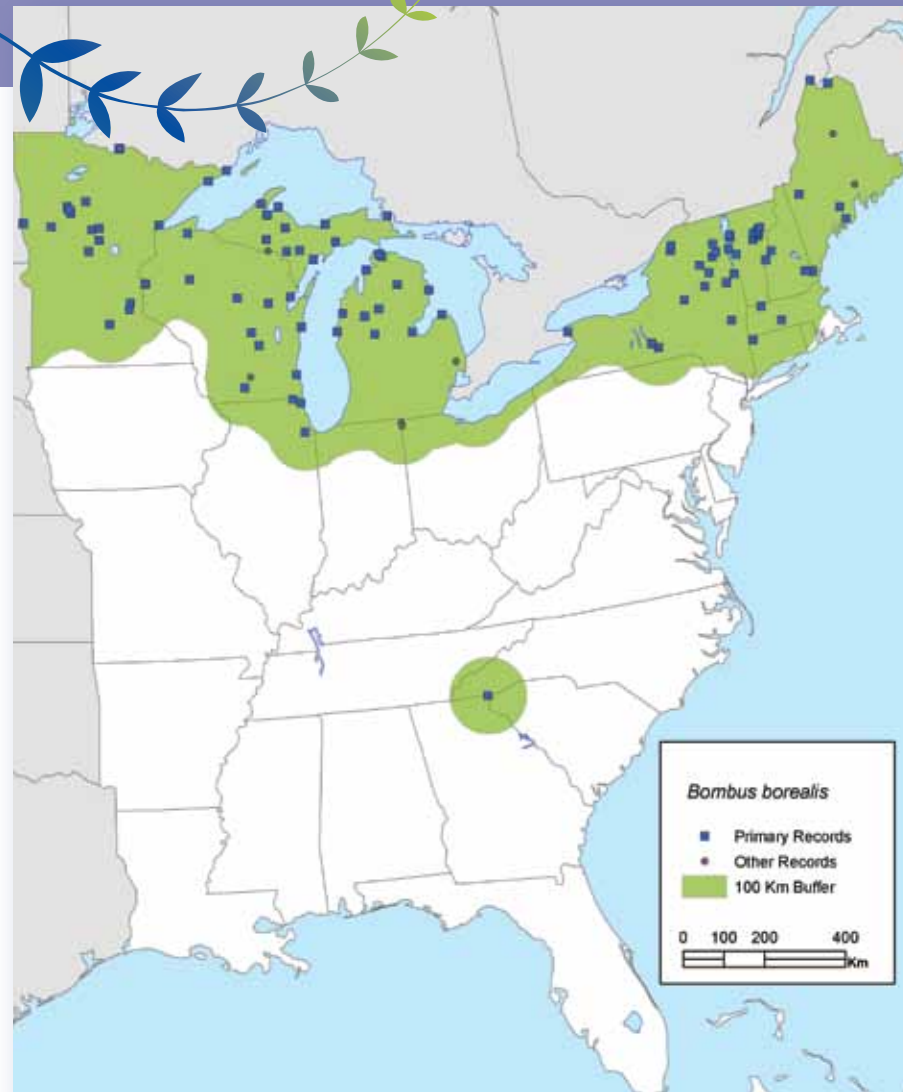 Bombus borealis
Primary Records
Other Records
100 Km Buffer
0 100 200 400
Km